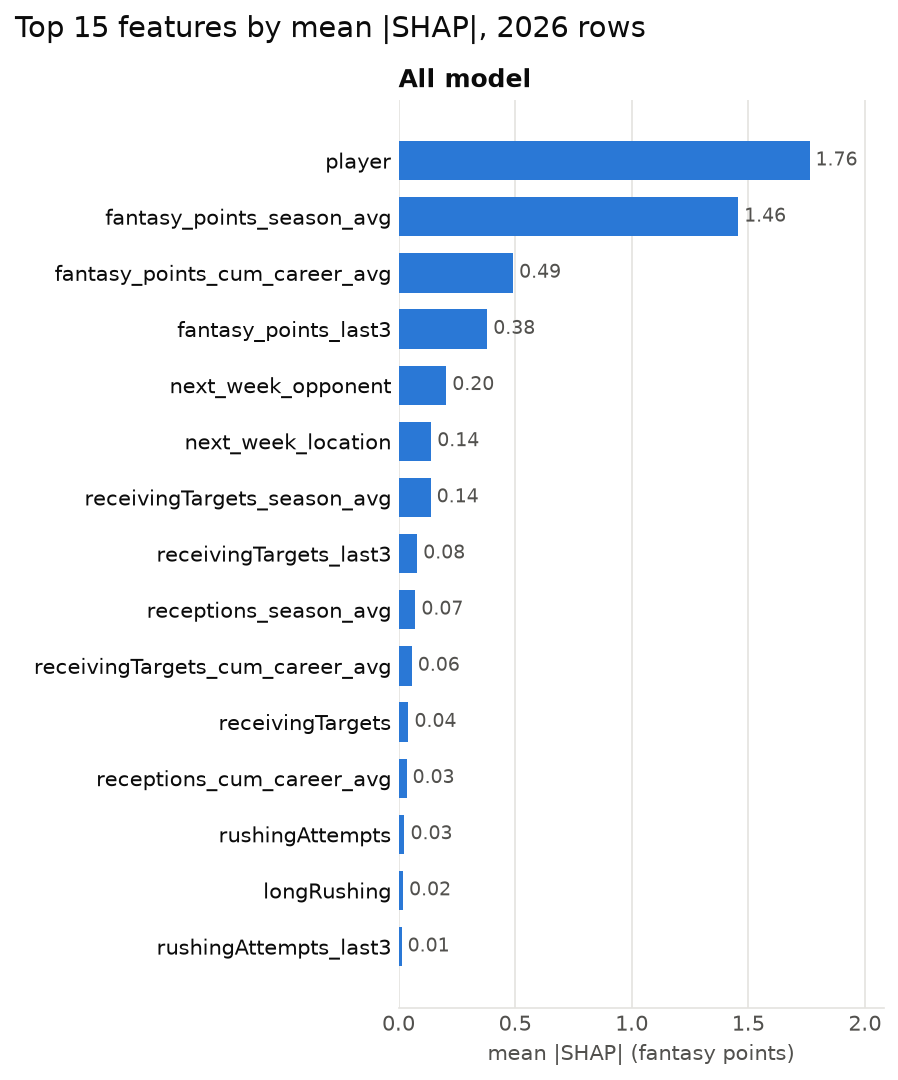 Top 15 features by mean |SHAP|, 2026 rows
All model
player 1.76
fantasy_points_season_avg 1.46
fantasy_points_cum_career_avg 0.49
fantasy_points_last3 0.38
next_week_opponent 0.20
next_week_location 0.14
receivingTargets_season_avg 0.14
receivingTargets_last3 0.08
receptions_season_avg 0.07
receivingTargets_cum_career_avg 0.06
receivingTargets 0.04
receptions_cum_career_avg 0.03
rushingAttempts 0.03
longRushing 0.02
rushingAttempts_last3 0.01
0.0 0.5 1.0 1.5 2.0
mean |SHAP| (fantasy points)